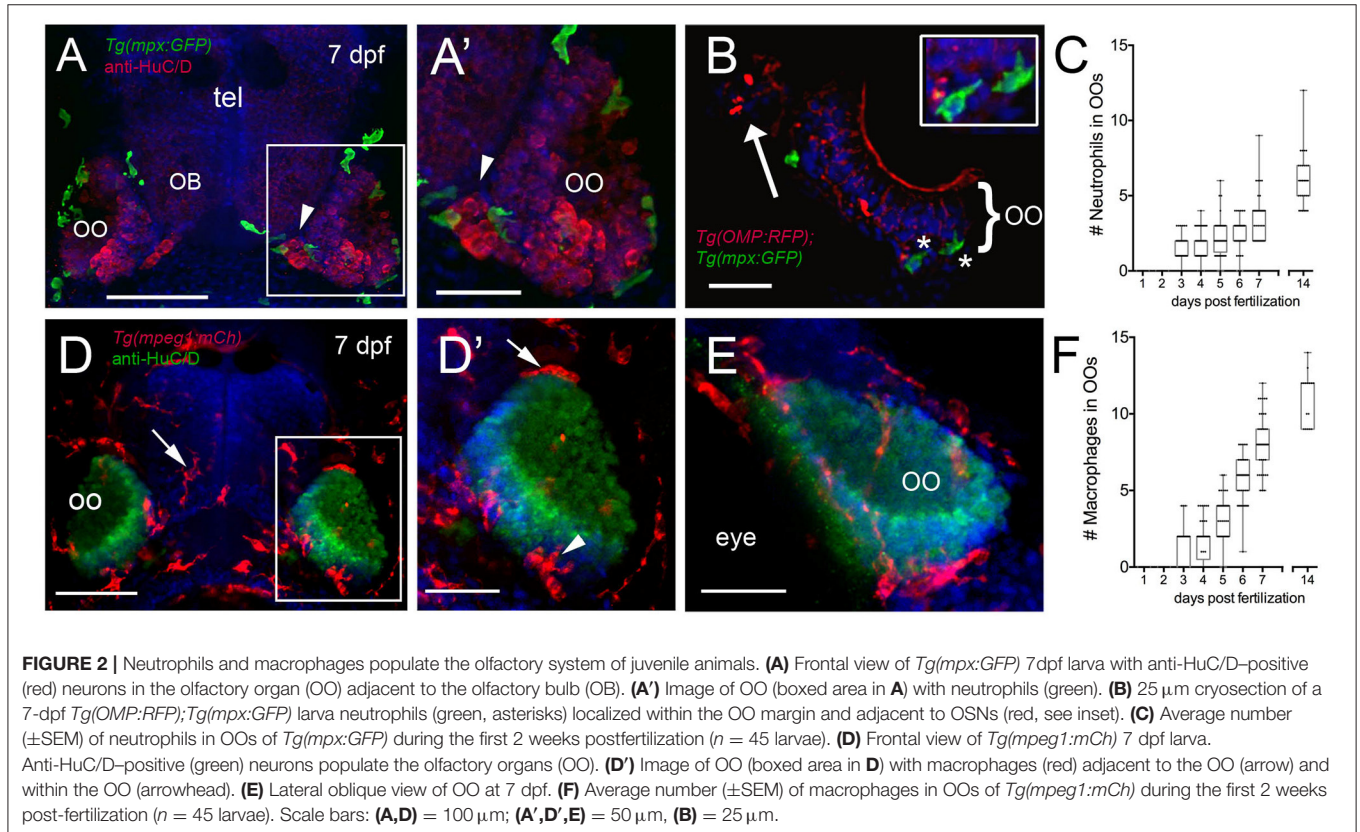 A
Tg(mpx:GFP)
anti-HuC/D
7 dpf
tel
OB
OO
A'
OO
B
Tg(OMP:RFP);
Tg(mpx:GFP)
} OO
*
*
C
# Neutrophils in OOs
15
10
5
0
1 2 3 4 5 6 7 14
days post fertilization
D
Tg(mpeg1:mCh)
anti-HuC/D
7 dpf
OO
D'
E
OO
eye
F
# Macrophages in OOs
15
10
5
0
1 2 3 4 5 6 7 14
days post fertilization
FIGURE 2 | Neutrophils and macrophages populate the olfactory system of juvenile animals. (A) Frontal view of Tg(mpx:GFP) 7dpf larva with anti-HuC/D–positive
(red) neurons in the olfactory organ (OO) adjacent to the olfactory bulb (OB). (A') Image of OO (boxed area in A) with neutrophils (green). (B) 25 μm cryosection of a
7-dpf Tg(OMP:RFP);Tg(mpx:GFP) larva neutrophils (green, asterisks) localized within the OO margin and adjacent to OSNs (red, see inset). (C) Average number
(±SEM) of neutrophils in OOs of Tg(mpx:GFP) during the first 2 weeks postfertilization (n = 45 larvae). (D) Frontal view of Tg(mpeg1:mCh) 7 dpf larva.
Anti-HuC/D–positive (green) neurons populate the olfactory organs (OO). (D') Image of OO (boxed area in D) with macrophages (red) adjacent to the OO (arrow) and
within the OO (arrowhead). (E) Lateral oblique view of OO at 7 dpf. (F) Average number (±SEM) of macrophages in OOs of Tg(mpeg1:mCh) during the first 2 weeks
post-fertilization (n = 45 larvae). Scale bars: (A,D) = 100 μm; (A',D',E) = 50 μm, (B) = 25 μm.